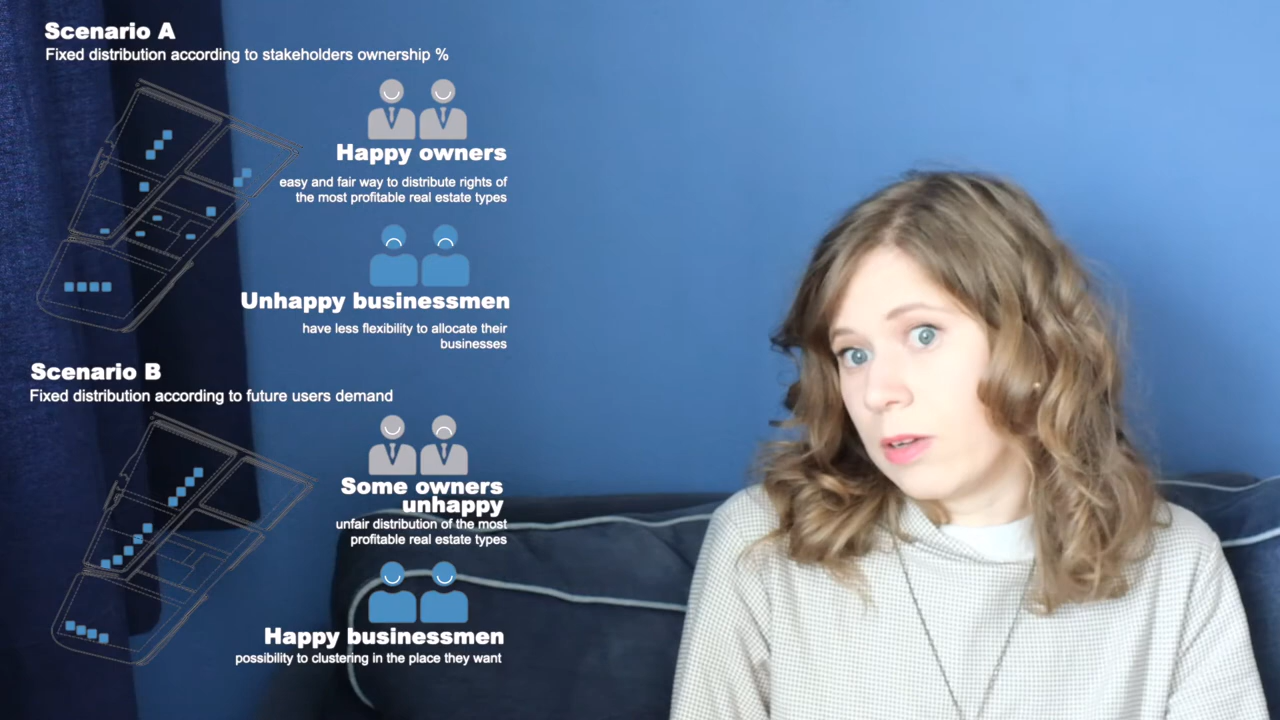 Scenario A
Fixed distribution according to stakeholders ownership %
Happy owners
easy and fair way to distribute rights of
the most profitable real estate types
Unhappy businessmen
have less flexibility to allocate their
businesses
Scenario B
Fixed distribution according to future users demand
Some owners
unhappy
unfair distribution of the most
profitable real estate types
Happy businessmen
possibility to clustering in the place they want